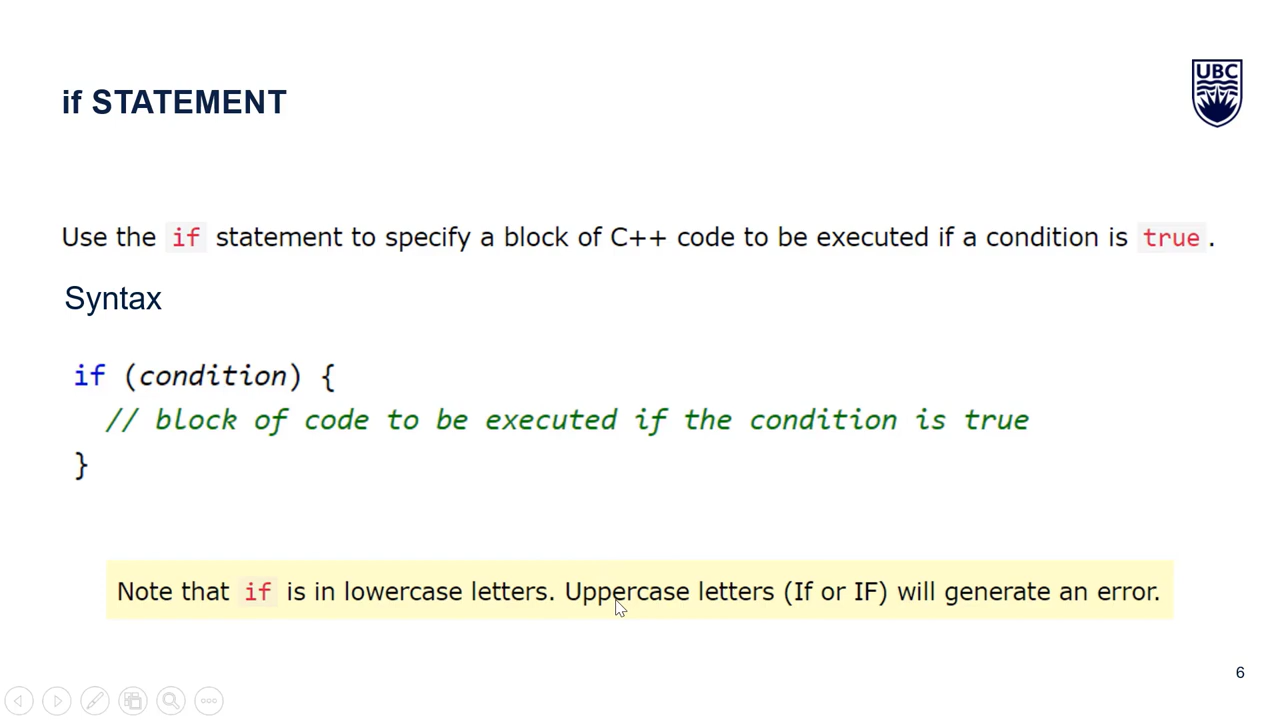 UBC
if STATEMENT
Use the if statement to specify a block of C++ code to be executed if a condition is true.
Syntax
if (condition) {
// block of code to be executed if the condition is true
}
Note that if is in lowercase letters. Uppercase letters (If or IF) will generate an error.
6